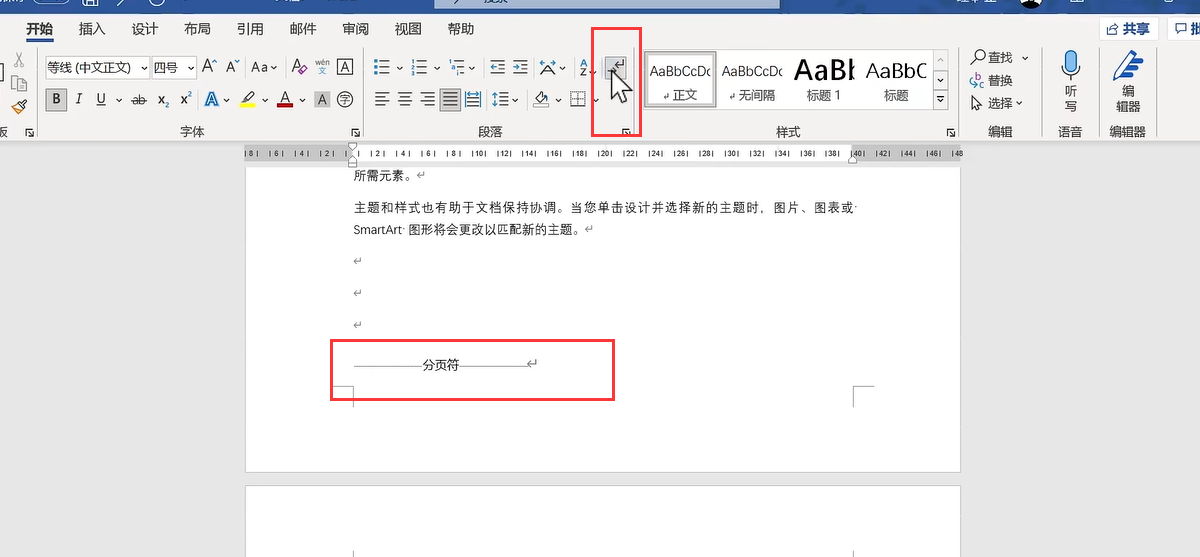 搜索
开始 插入 设计 布局 引用 邮件 审阅 视图 帮助 共享 批
等线 (中文正文) 四号 A A Aa A wén 文 A
B I U ab x₂ x² A A A 字
A Z
AaBbCcDc AaBbCcDc AaBb AaBbC
↵ 正文 ↵ 无间隔 标题 1 标题
查找
替换
选择
听写
编辑器
板 字体 段落 样式 编辑 语音 编辑器
|8| |6| |4| |2| | |2| |4| |6| |8| |10| |12| |14| |16| |18| |20| |22| |24| |26| |28| |30| |32| |34| |36| |38| |40| |42| |44| |46| |48
所需元素。↵
主题和样式也有助于文档保持协调。当您单击设计并选择新的主题时，图片、图表或·
SmartArt· 图形将会更改以匹配新的主题。↵
↵
↵
↵
分页符↵